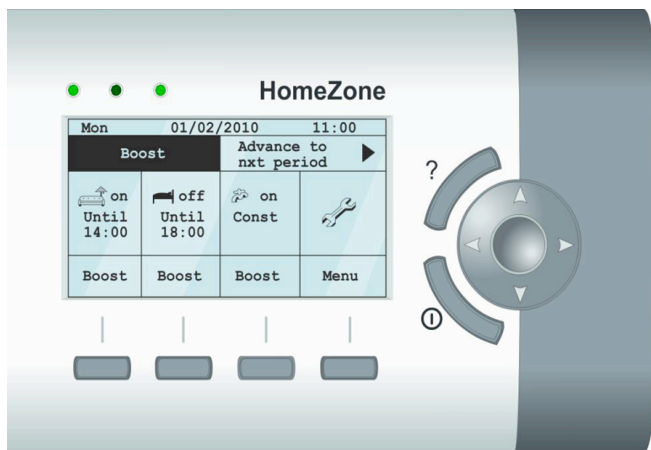 HomeZone
Mon 01/02/2010 11:00
Boost Advance to
nxt period
on off on
Until Until Const
14:00 18:00
Boost Boost Boost Menu
?